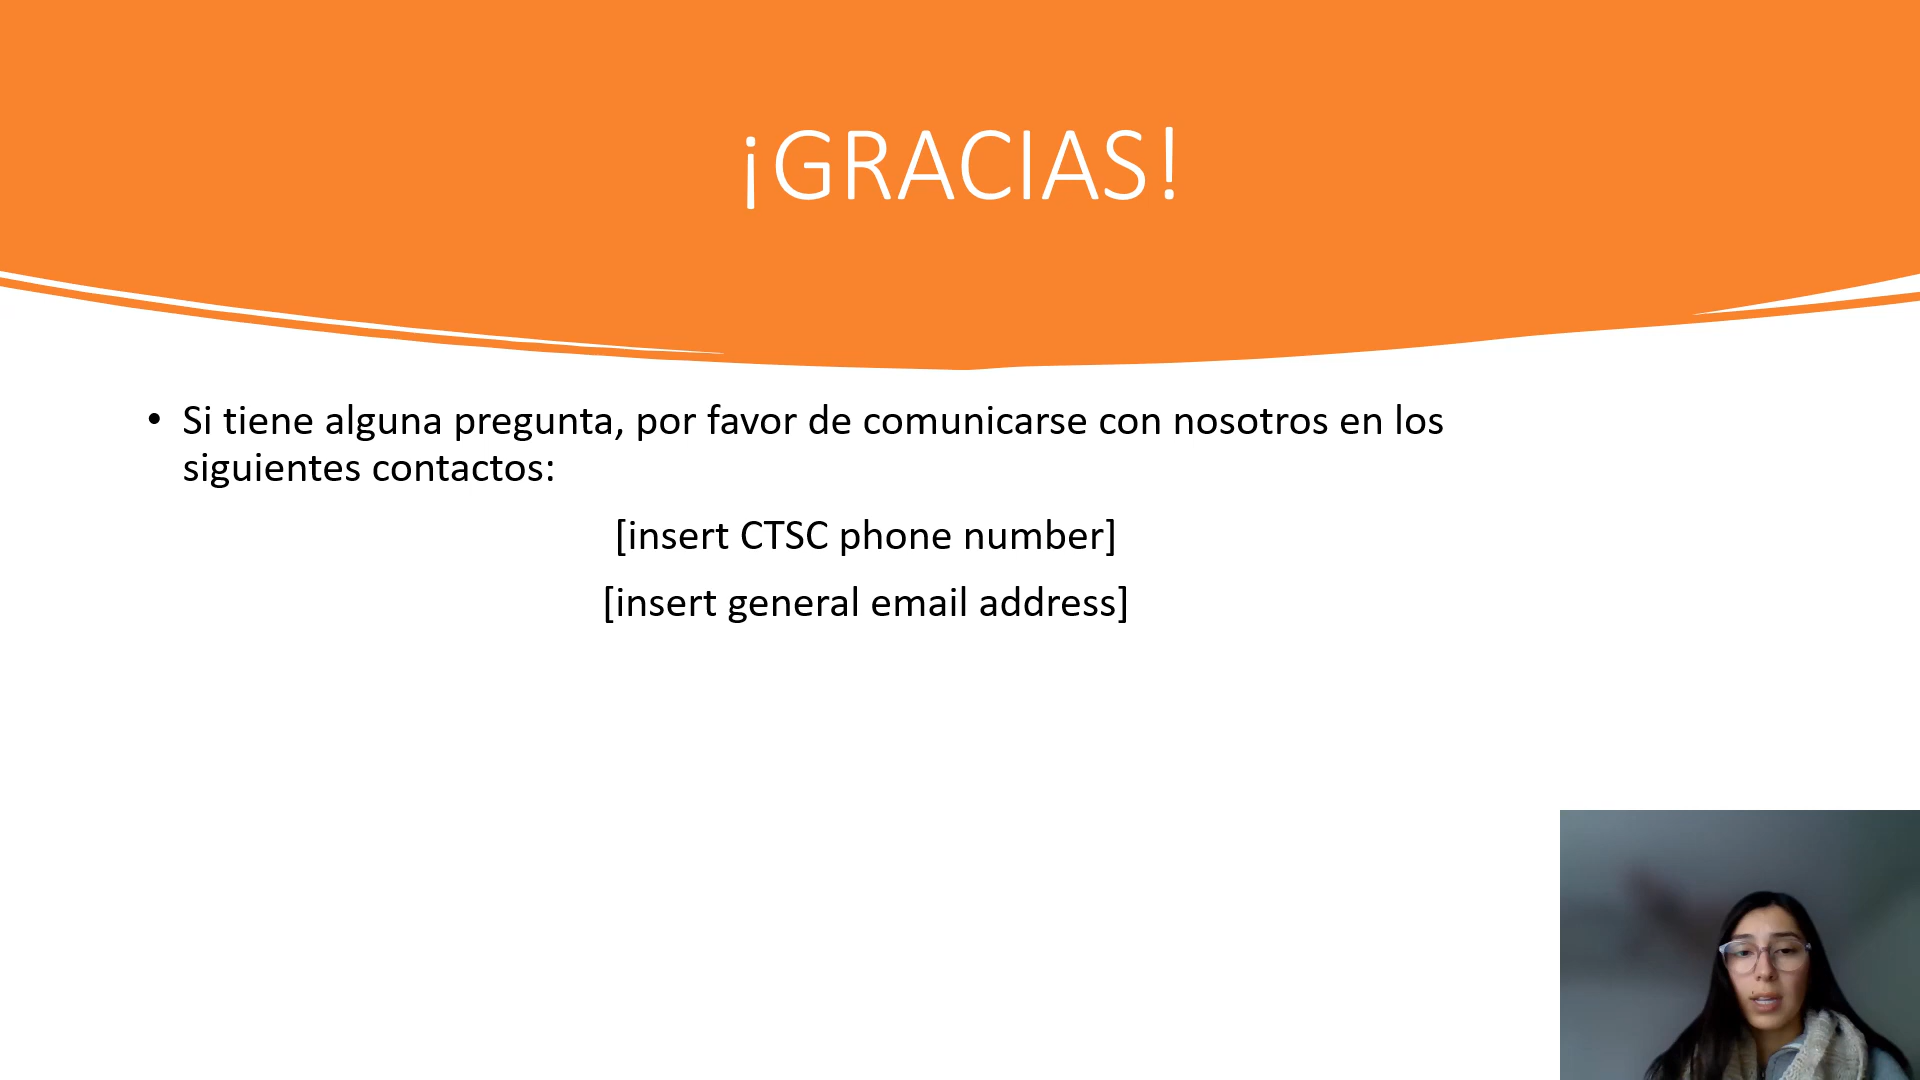 ¡GRACIAS!
• Si tiene alguna pregunta, por favor de comunicarse con nosotros en los
siguientes contactos:
[insert CTSC phone number]
[insert general email address]